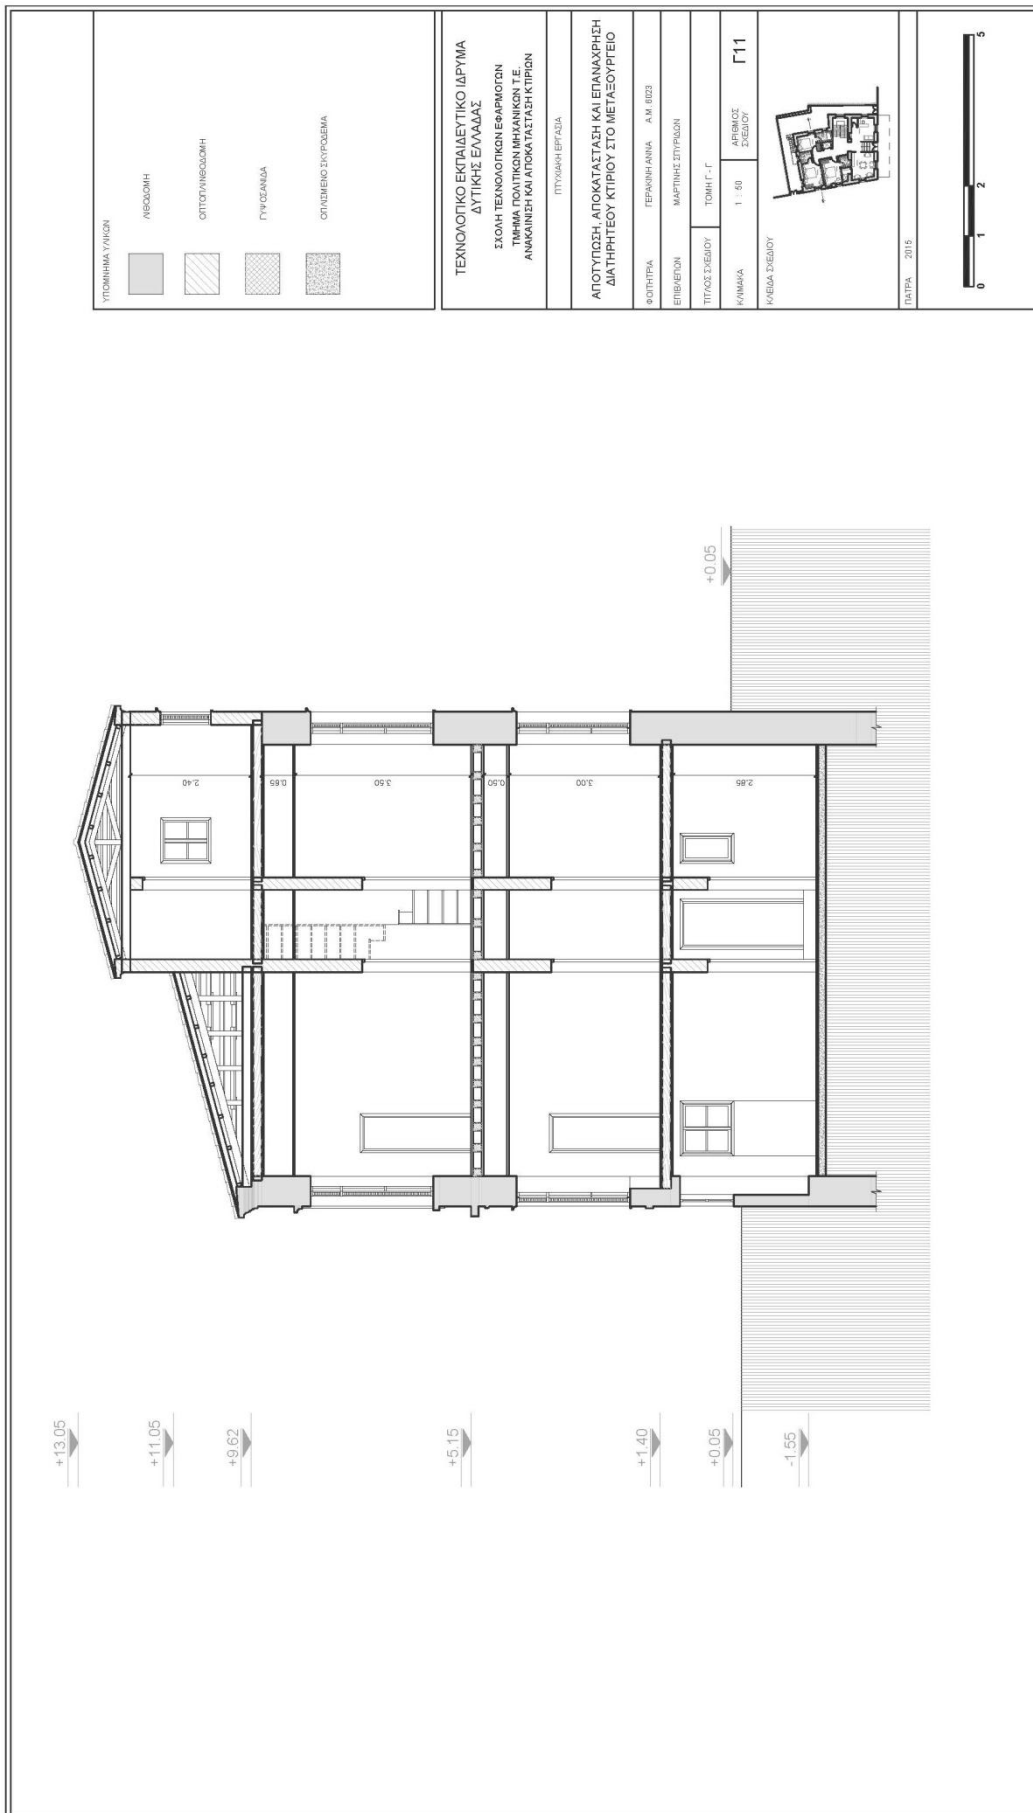 ΥΠΟΜΝΗΜΑ ΥΛΙΚΩΝ
ΛΙΘΟΔΟΜΗ
ΟΠΤΟΠΛΙΝΘΟΔΟΜΗ
ΓΥΨΟΣΑΝΙΔΑ
ΟΠΛΙΣΜΕΝΟ ΣΚΥΡΟΔΕΜΑ
ΤΕΧΝΟΛΟΓΙΚΟ ΕΚΠΑΙΔΕΥΤΙΚΟ ΙΔΡΥΜΑ
ΔΥΤΙΚΗΣ ΕΛΛΑΔΑΣ
ΣΧΟΛΗ ΤΕΧΝΟΛΟΓΙΚΩΝ ΕΦΑΡΜΟΓΩΝ
ΤΜΗΜΑ ΠΟΛΙΤΙΚΩΝ ΜΗΧΑΝΙΚΩΝ Τ.Ε.
ΑΝΑΚΑΙΝΙΣΗ ΚΑΙ ΑΠΟΚΑΤΑΣΤΑΣΗ ΚΤΙΡΙΩΝ
ΠΤΥΧΙΑΚΗ ΕΡΓΑΣΙΑ
ΑΠΟΤΥΠΩΣΗ, ΑΠΟΚΑΤΑΣΤΑΣΗ ΚΑΙ ΕΠΑΝΑΧΡΗΣΗ
ΔΙΑΤΗΡΗΤΕΟΥ ΚΤΙΡΙΟΥ ΣΤΟ ΜΕΤΑΞΟΥΡΓΕΙΟ
ΦΟΙΤΗΤΡΙΑ ΓΕΡΑΚΙΝΗ ΑΝΝΑ Α.Μ. 6023
ΕΠΙΒΛΕΠΩΝ ΜΑΡΤΙΝΗΣ ΣΠΥΡΙΔΩΝ
ΤΙΤΛΟΣ ΣΧΕΔΙΟΥ ΤΟΜΗ Γ - Γ
ΚΛΙΜΑΚΑ 1 : 50 ΑΡΙΘΜΟΣ ΣΧΕΔΙΟΥ Γ11
ΚΛΕΙΔΑ ΣΧΕΔΙΟΥ
ΠΑΤΡΑ 2015
0 1 2 5
+13.05
+11.05
+9.62
+5.15
+1.40
+0.05
-1.55
+0.05
2.40
0.65
3.50
0.50
3.00
2.85